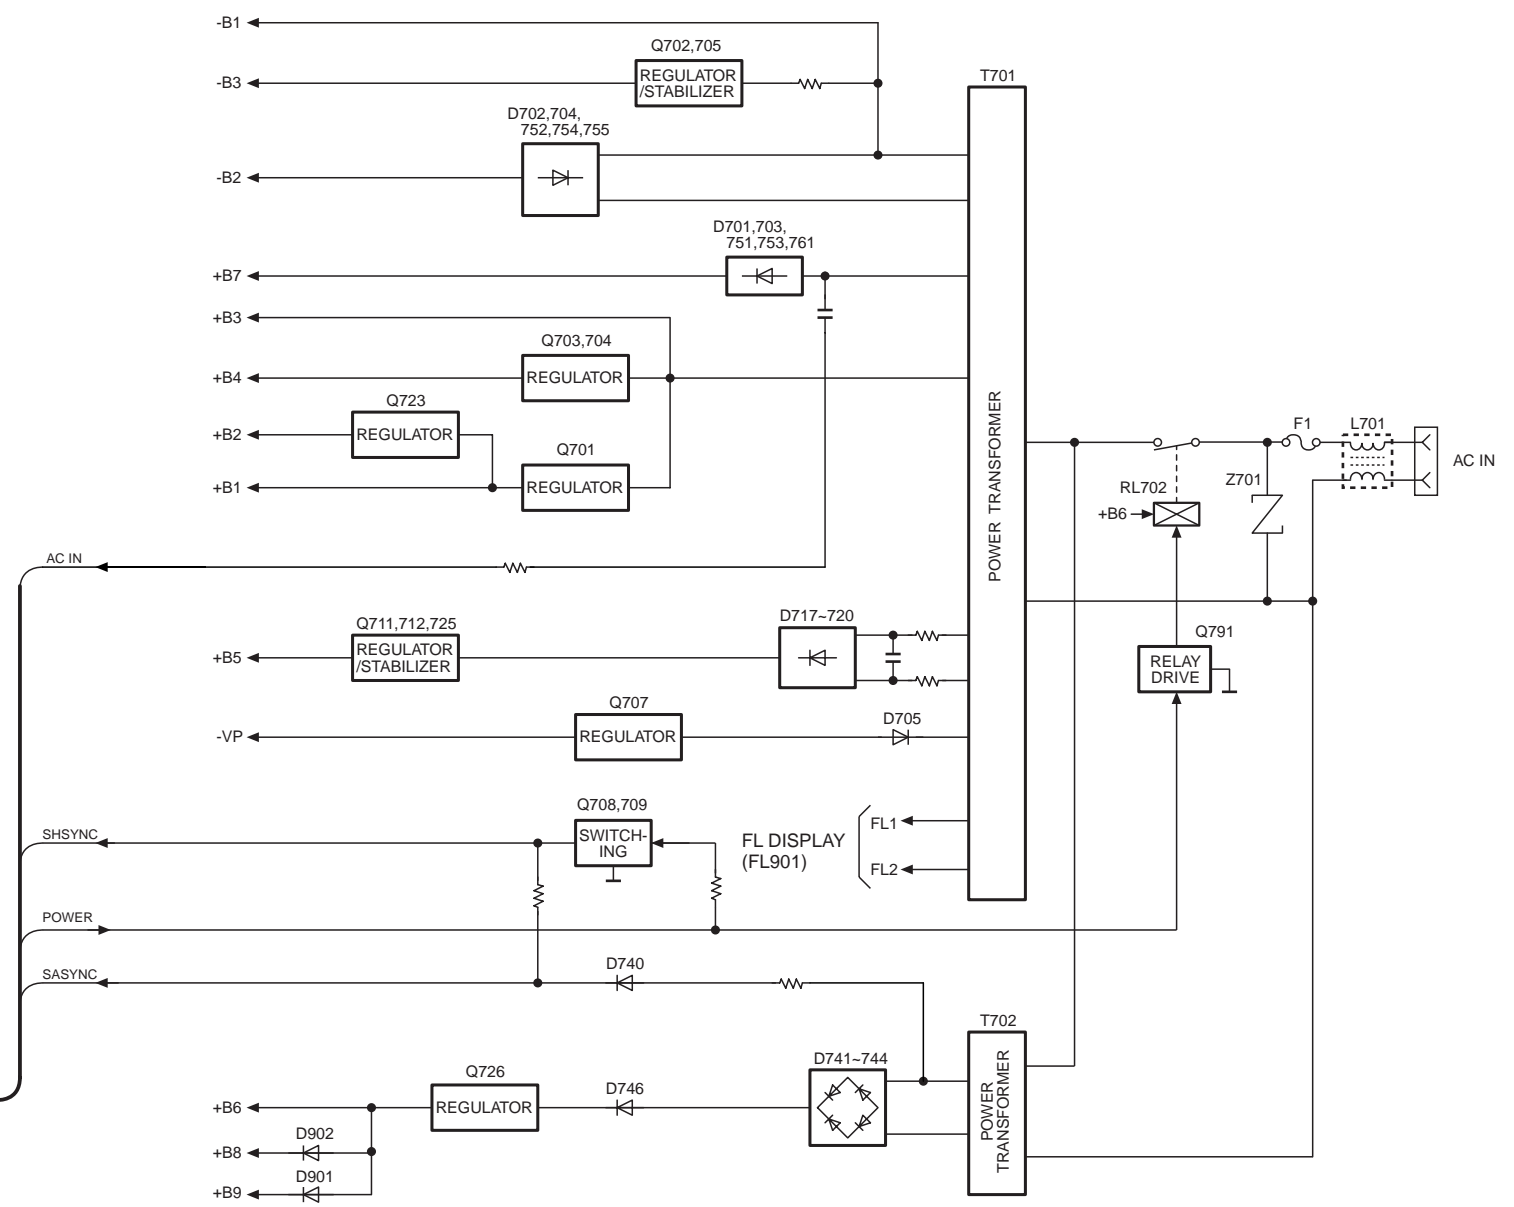 -B1
Q702,705
-B3
REGULATOR
/STABILIZER
T701
D702,704,
752,754,755
-B2
D701,703,
751,753,761
+B7
+B3
Q703,704
+B4
REGULATOR
Q723
+B2
REGULATOR
Q701
+B1
REGULATOR
POWER TRANSFORMER
F1
L701
AC IN
Z701
RL702
+B6
AC IN
Q711,712,725
D717~720
+B5
REGULATOR
/STABILIZER
Q791
RELAY
DRIVE
Q707
-VP
REGULATOR
D705
Q708,709
SHSYNC
SWITCH-
ING
FL DISPLAY
(FL901)
FL1
FL2
POWER
SASYNC
D740
T702
D741~744
POWER
TRANSFORMER
Q726
D746
+B6
REGULATOR
D902
+B8
D901
+B9